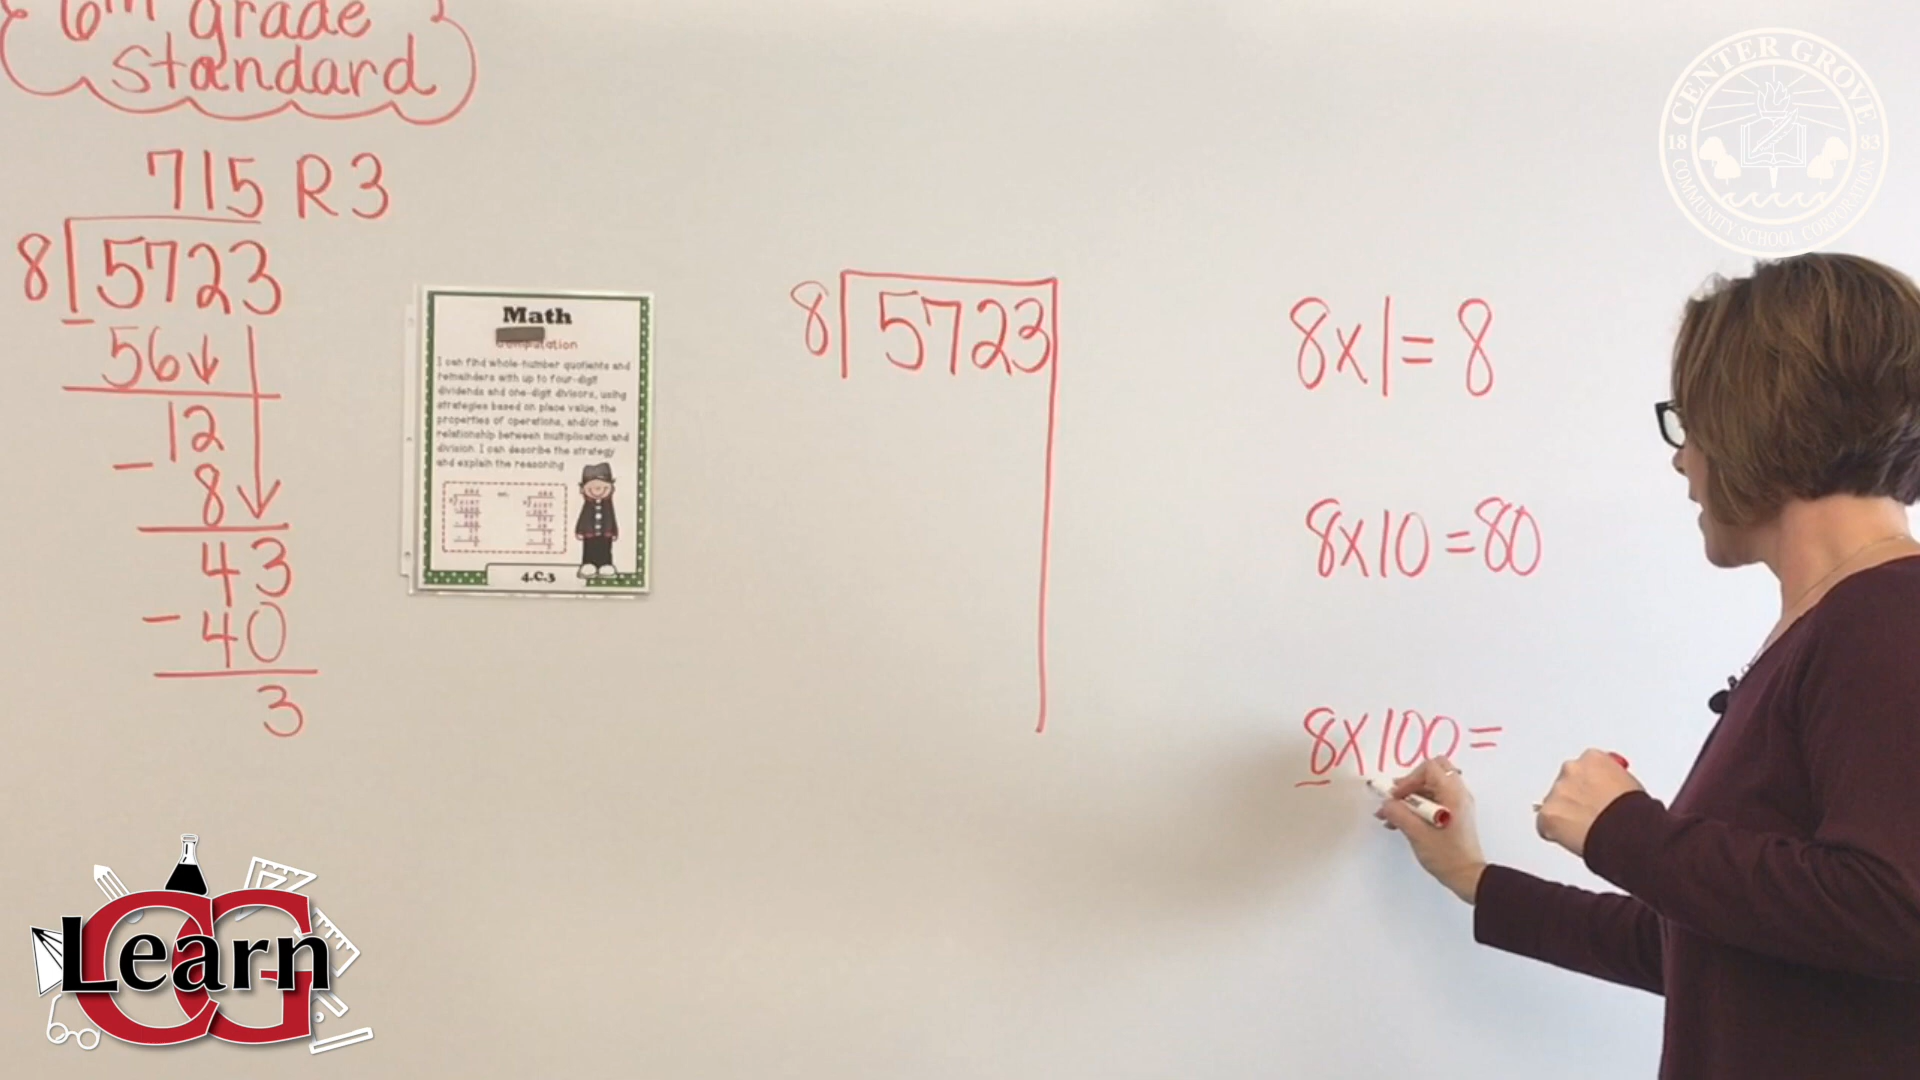 6th grade
standard
715 R3
8 5723
- 56
12
- 8
43
- 40
3
Math
Computation
I can find whole-number quotients and
remainders with up to four-digit
dividends and one-digit divisors, using
strategies based on place value, the
properties of operations, and/or the
relationship between multiplication and
division. I can describe the strategy
and explain the reasoning
or
4.C.3
8 5723
8x1=8
8x10=80
8x100=
CENTER GROVE
18 83
COMMUNITY SCHOOL CORPORATION
CG
Learn